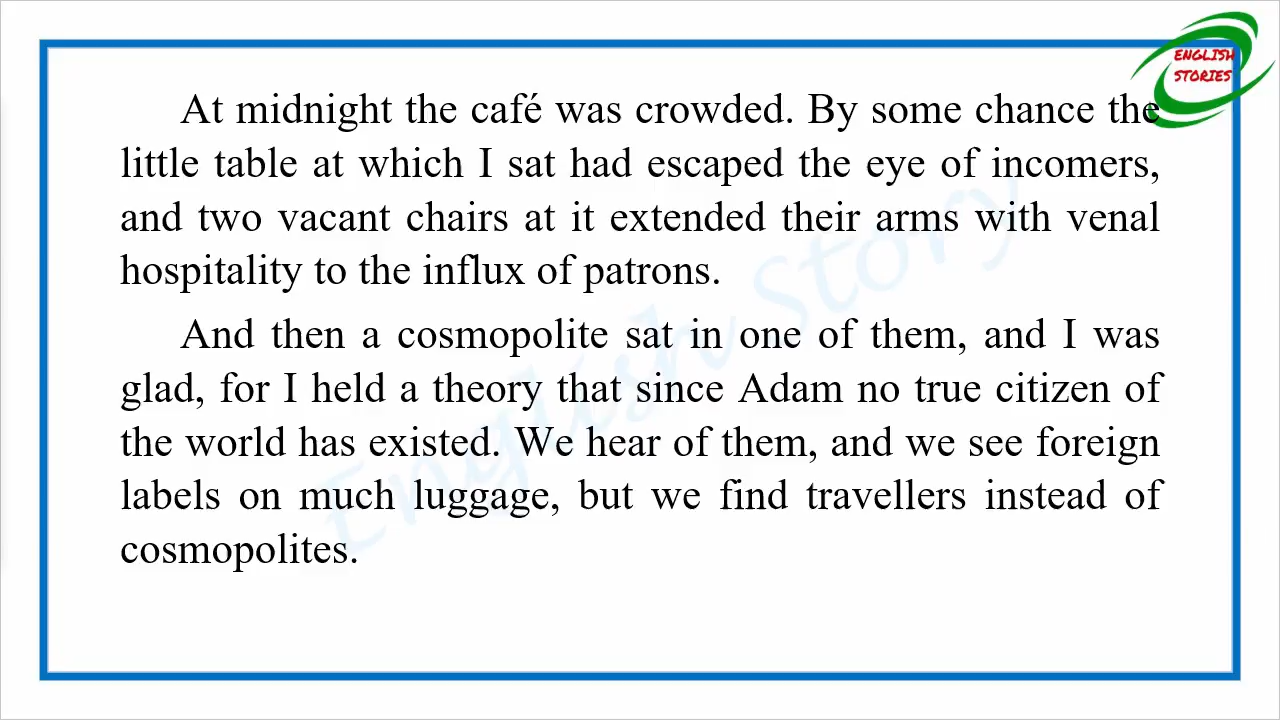 ENGLISH
STORIES
At midnight the café was crowded. By some chance the
little table at which I sat had escaped the eye of incomers,
and two vacant chairs at it extended their arms with venal
hospitality to the influx of patrons.
And then a cosmopolite sat in one of them, and I was
glad, for I held a theory that since Adam no true citizen of
the world has existed. We hear of them, and we see foreign
labels on much luggage, but we find travellers instead of
cosmopolites.
English Story